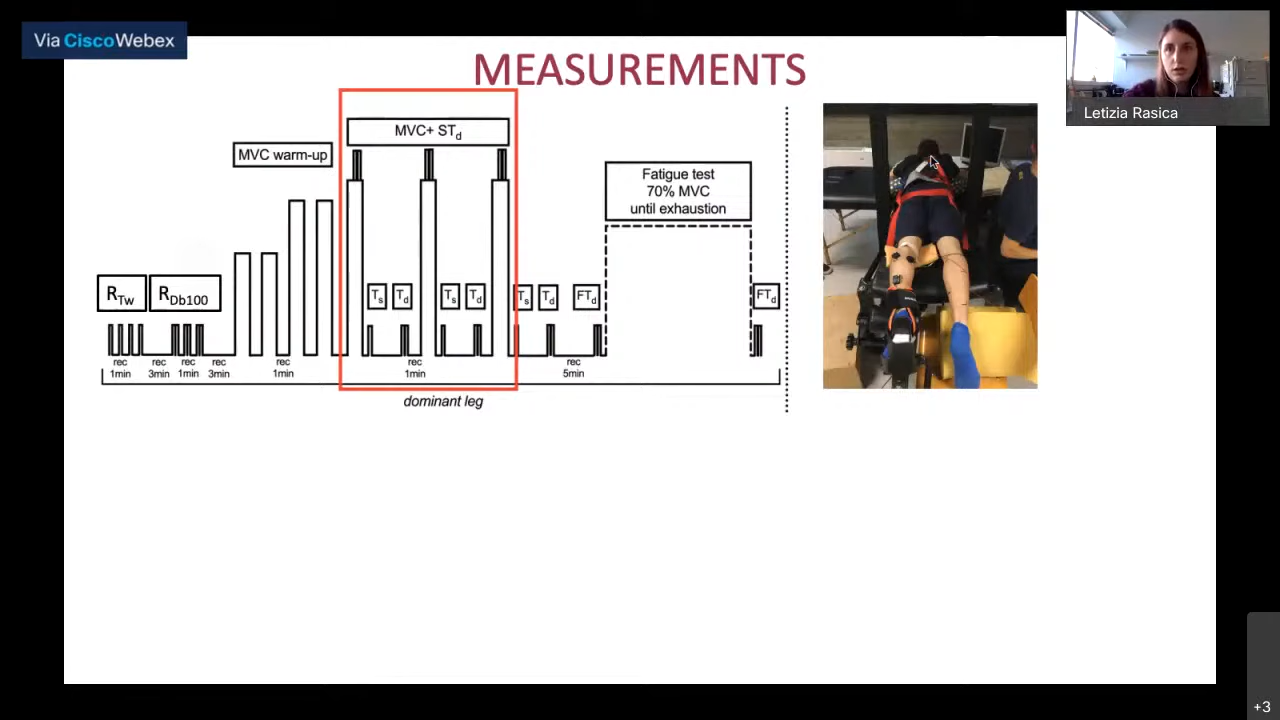 Via CiscoWebex
MEASUREMENTS
Letizia Rasica
MVC+ STd
MVC warm-up
Fatigue test
70% MVC
until exhaustion
RTw
RDb100
Ts
Td
Ts
Td
Ts
Td
FTd
FTd
rec
1min
rec
3min
rec
1min
rec
3min
rec
1min
rec
1min
rec
5min
dominant leg
+3